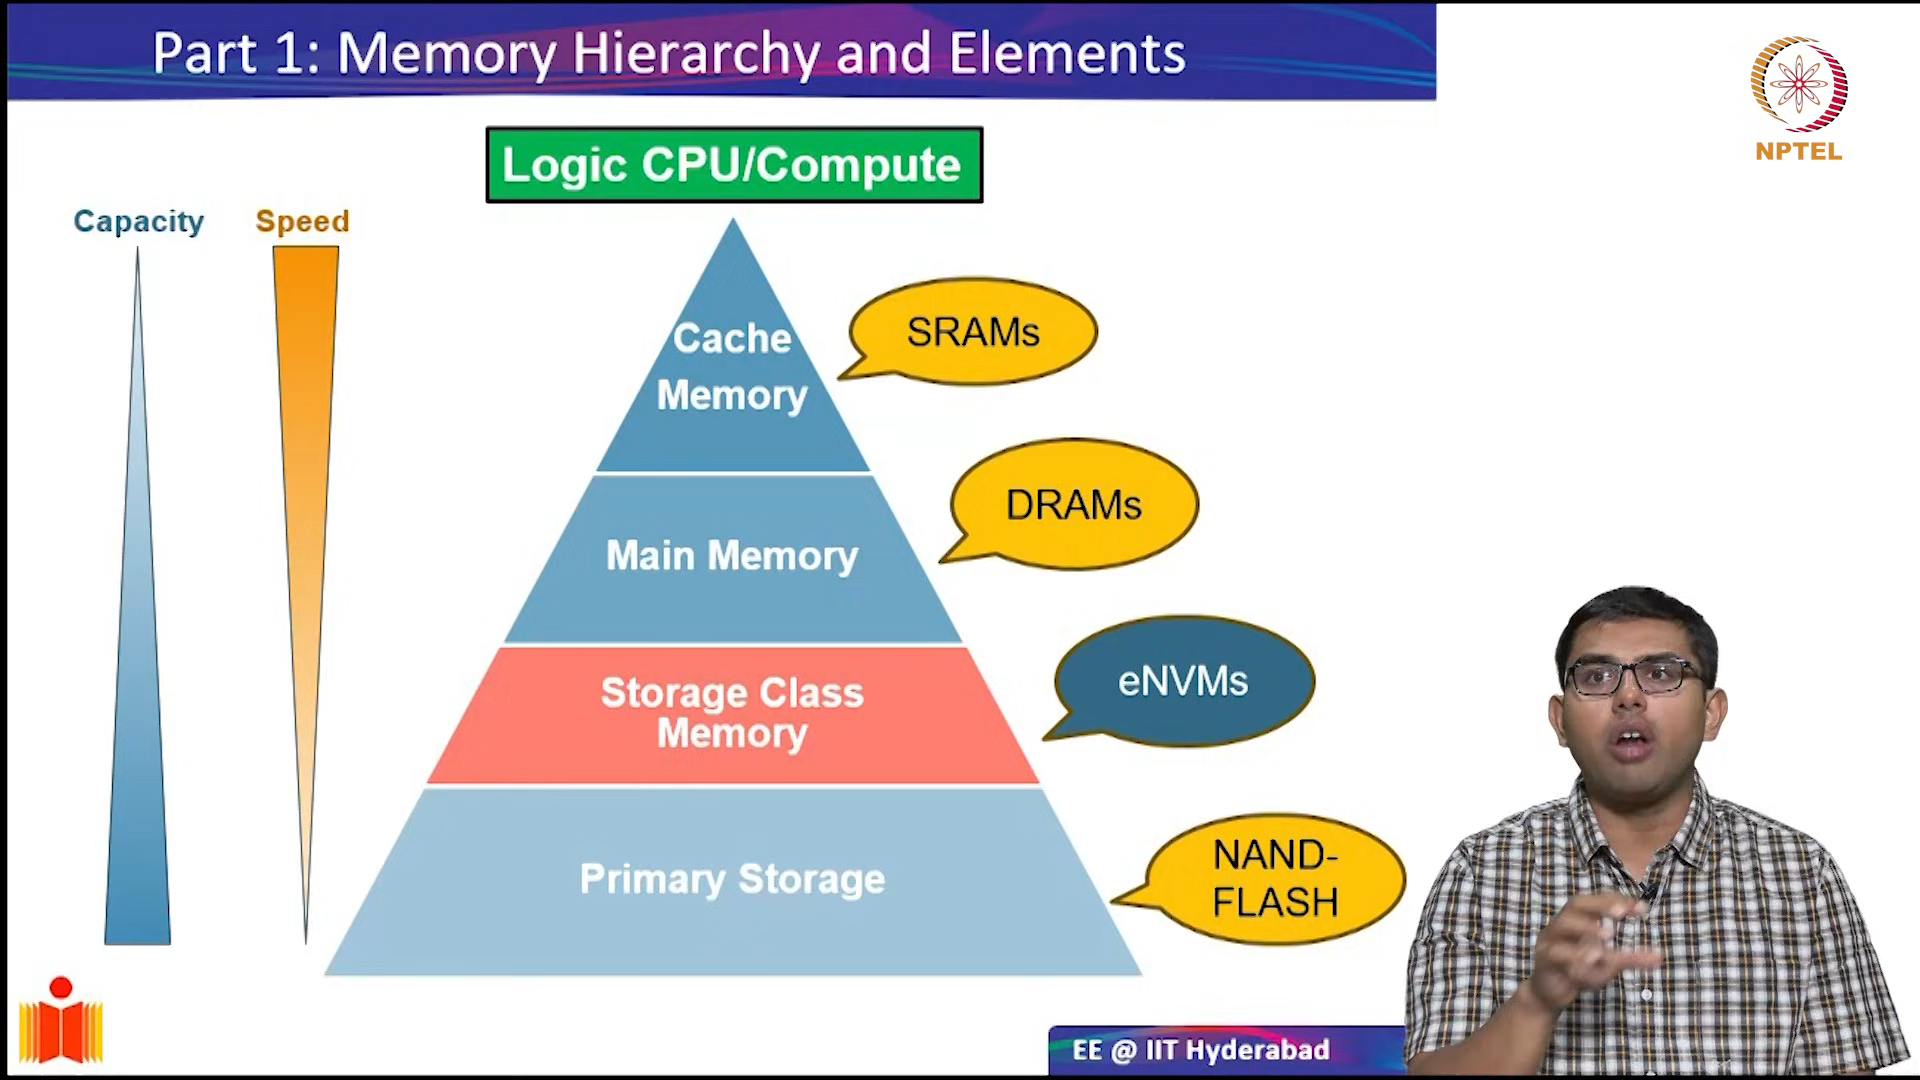 Part 1: Memory Hierarchy and Elements
NPTEL
Logic CPU/Compute
Capacity
Speed
Cache
Memory
SRAMs
Main Memory
DRAMs
Storage Class
Memory
eNVMs
Primary Storage
NAND-
FLASH
EE @ IIT Hyderabad